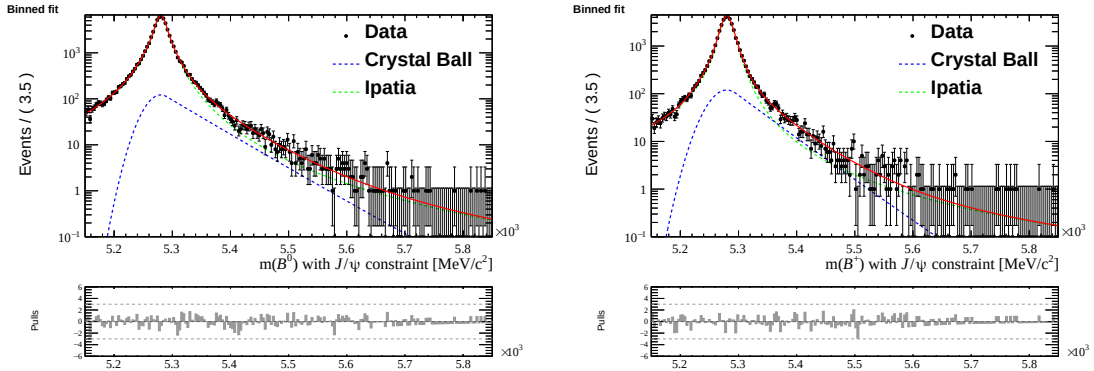 Binned fit
Events / ( 3.5 )
10³
10²
10
1
10⁻¹
Data
Crystal Ball
Ipatia
5.2 5.3 5.4 5.5 5.6 5.7 5.8
×10³
m(B⁰) with J/ψ constraint [MeV/c²]
Pulls
6
4
2
0
−2
−4
−6
5.2 5.3 5.4 5.5 5.6 5.7 5.8
×10³
Binned fit
Events / ( 3.5 )
10³
10²
10
1
10⁻¹
Data
Crystal Ball
Ipatia
5.2 5.3 5.4 5.5 5.6 5.7 5.8
×10³
m(B⁺) with J/ψ constraint [MeV/c²]
Pulls
6
4
2
0
−2
−4
−6
5.2 5.3 5.4 5.5 5.6 5.7 5.8
×10³